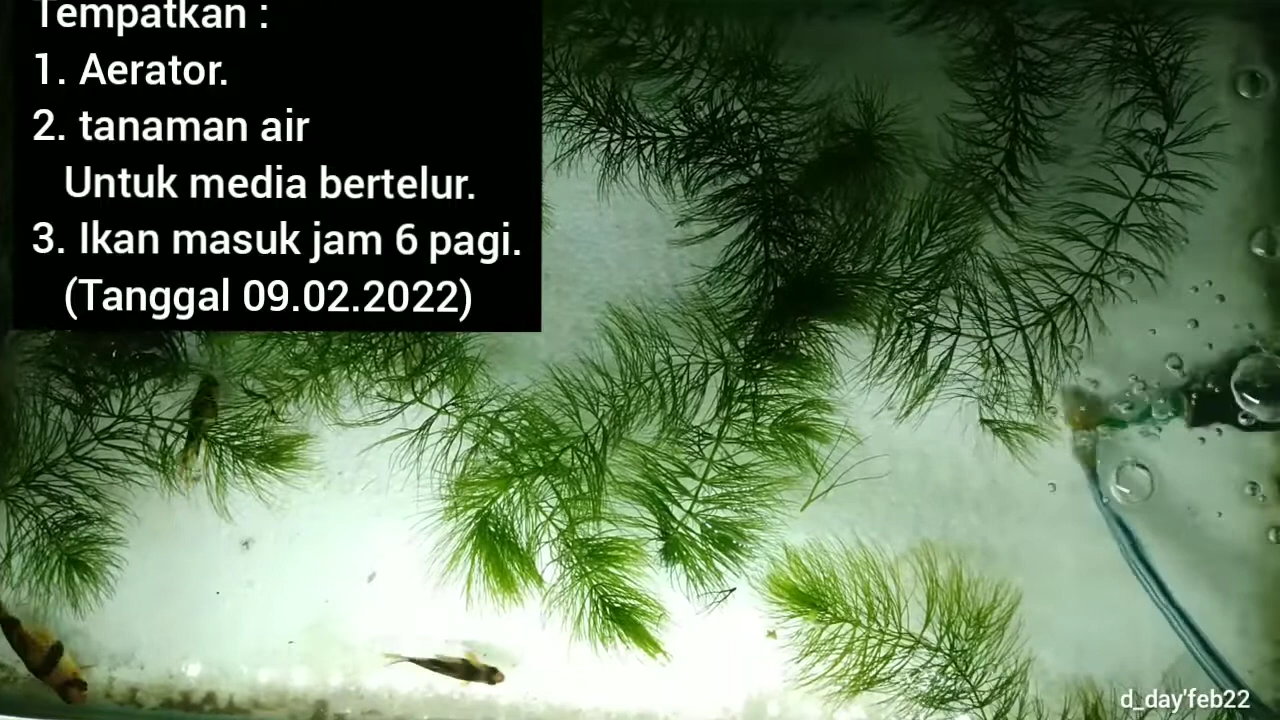 Tempatkan :
1. Aerator.
2. tanaman air
Untuk media bertelur.
3. Ikan masuk jam 6 pagi.
(Tanggal 09.02.2022)
d_day'feb22